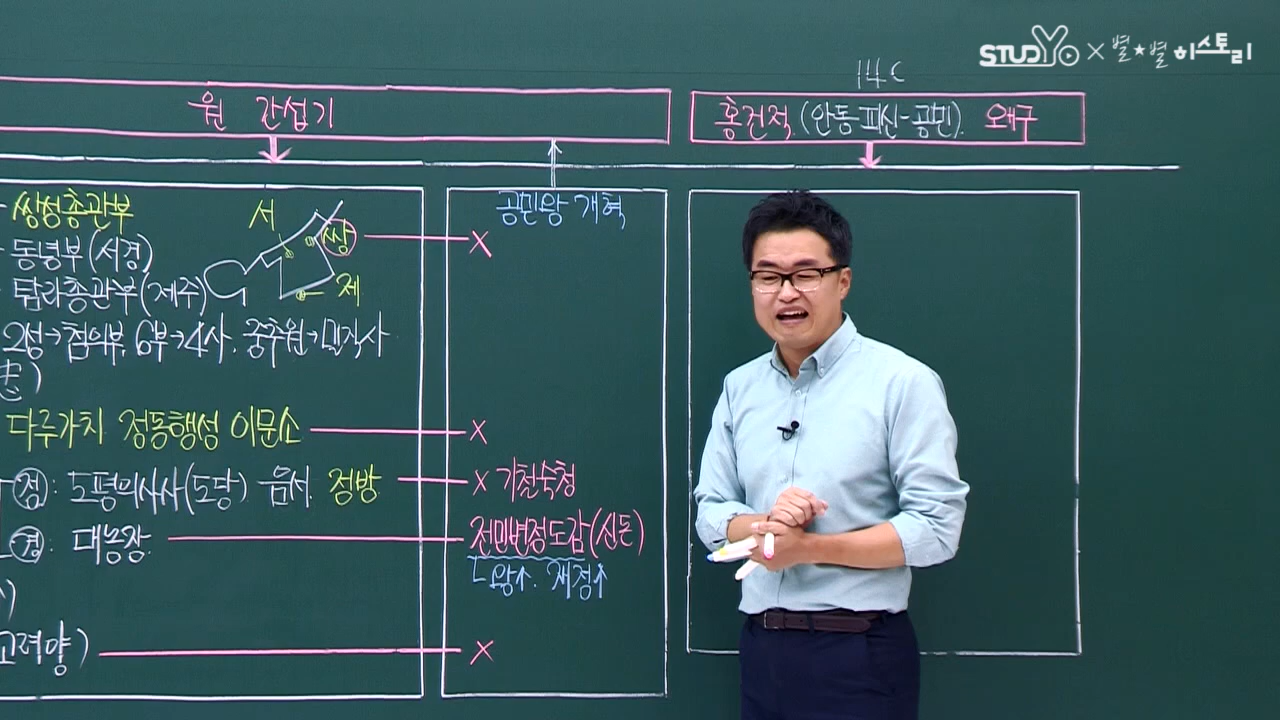 STUDYO × 별★별 히스토리
14C
원 간섭기
홍건적 (안동피신-공민). 왜구
쌍성총관부
동녕부(서경)
탐라총관부(제주)
2성→첨의부. 6부→4사. 중추원→밀직사
서
쌍
제
다루가치 정동행성 이문소
정: 도평의사사(도당) 음서. 정방
경: 대농장
고려양)
공민왕 개혁
X
X
X 기철숙청
전민변정도감(신돈)
ㄴ왕↑. 재정↑
X